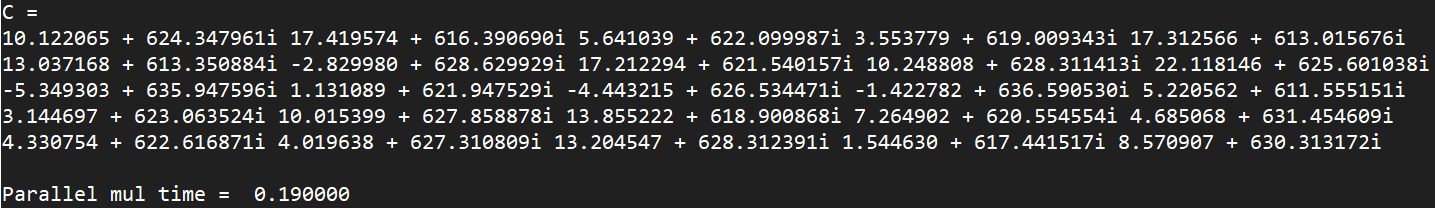 C =
10.122065 + 624.347961i 17.419574 + 616.390690i 5.641039 + 622.099987i 3.553779 + 619.009343i 17.312566 + 613.015676i
13.037168 + 613.350884i -2.829980 + 628.629929i 17.212294 + 621.540157i 10.248808 + 628.311413i 22.118146 + 625.601038i
-5.349303 + 635.947596i 1.131089 + 621.947529i -4.443215 + 626.534471i -1.422782 + 636.590530i 5.220562 + 611.555151i
3.144697 + 623.063524i 10.015399 + 627.858878i 13.855222 + 618.900868i 7.264902 + 620.554554i 4.685068 + 631.454609i
4.330754 + 622.616871i 4.019638 + 627.310809i 13.204547 + 628.312391i 1.544630 + 617.441517i 8.570907 + 630.313172i
Parallel mul time =  0.190000